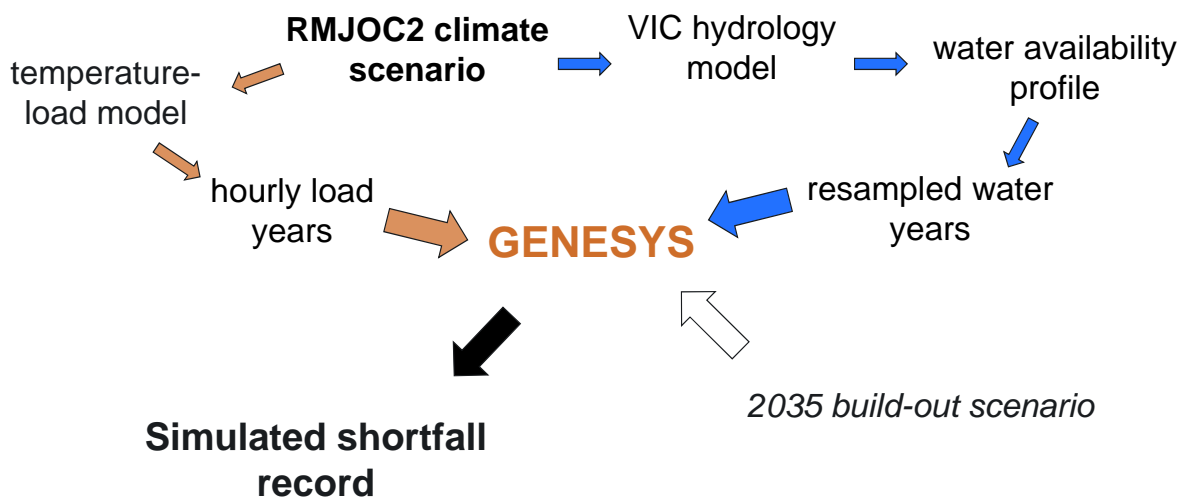 RMJOC2 climate
scenario
VIC hydrology
model
water availability
profile
temperature-
load model
hourly load
years
resampled water
years
GENESYS
2035 build-out scenario
Simulated shortfall
record